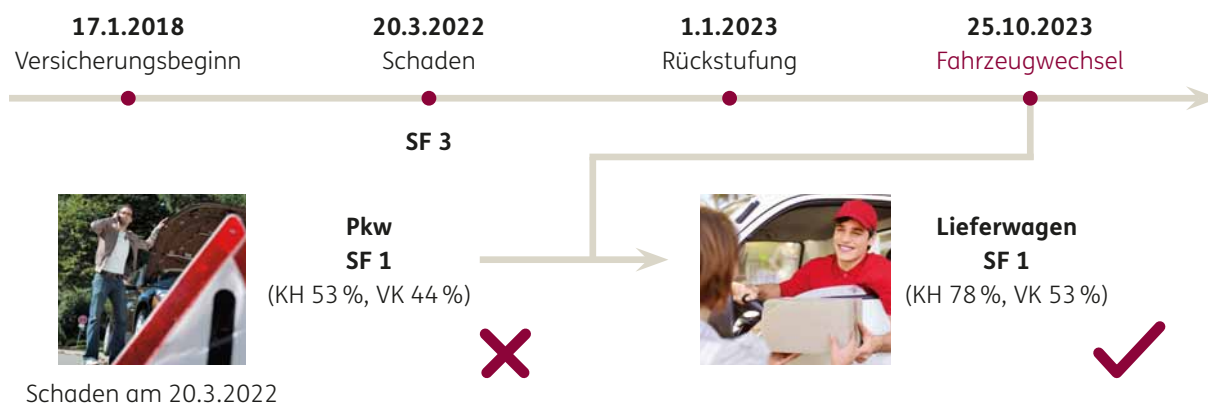 17.1.2018
Versicherungsbeginn
20.3.2022
Schaden
1.1.2023
Rückstufung
25.10.2023
Fahrzeugwechsel
SF 3
Pkw
SF 1
(KH 53 %, VK 44 %)
Lieferwagen
SF 1
(KH 78 %, VK 53 %)
Schaden am 20.3.2022